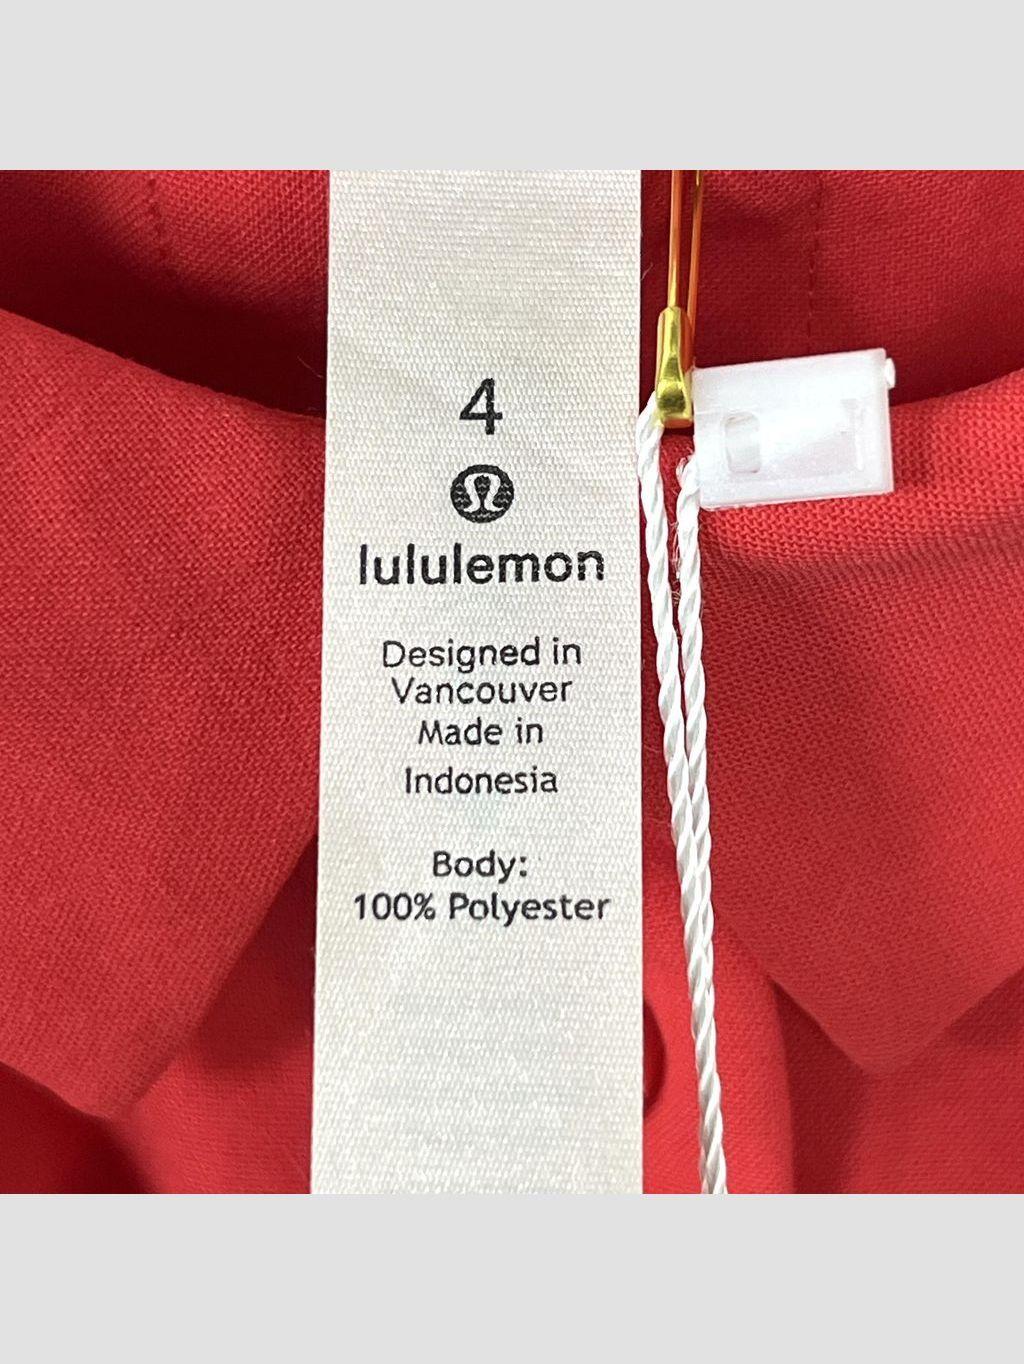 4
lululemon
Designed in
Vancouver
Made in
Indonesia
Body:
100% Polyester